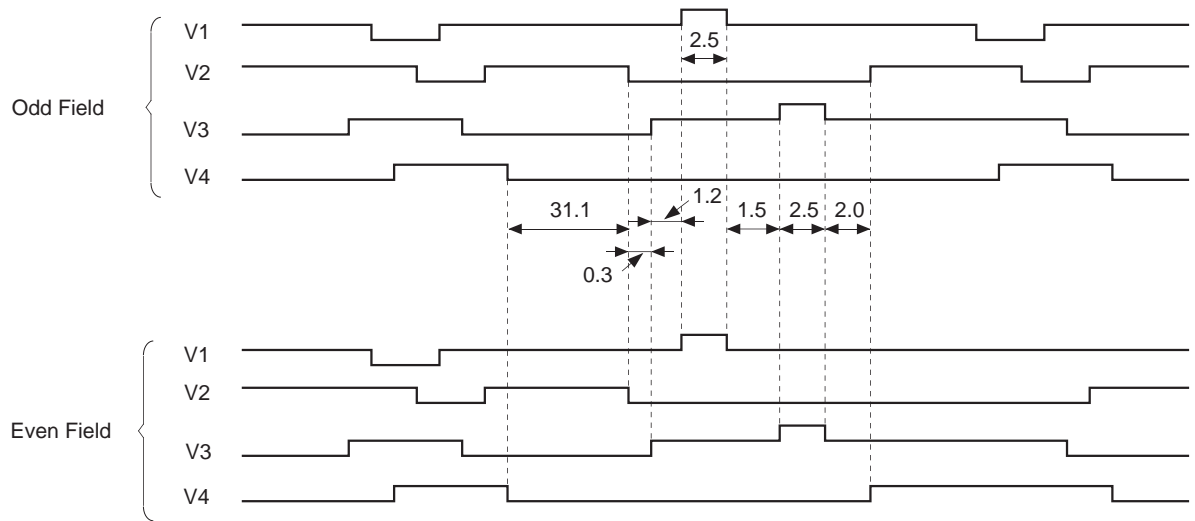 V1
2.5
V2
Odd Field
V3
V4
1.2
31.1
1.5
2.5
2.0
0.3
V1
V2
Even Field
V3
V4